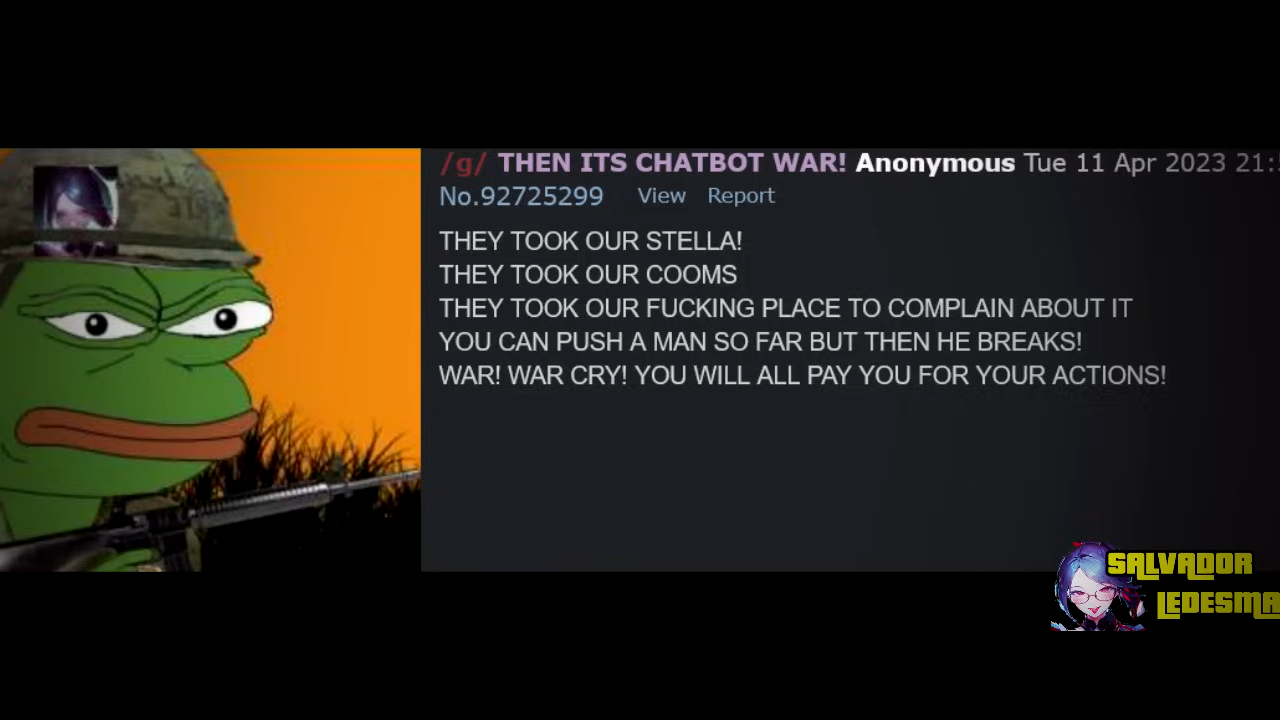 /g/ THEN ITS CHATBOT WAR! Anonymous Tue 11 Apr 2023 21:
No.92725299 View Report
THEY TOOK OUR STELLA!
THEY TOOK OUR COOMS
THEY TOOK OUR FUCKING PLACE TO COMPLAIN ABOUT IT
YOU CAN PUSH A MAN SO FAR BUT THEN HE BREAKS!
WAR! WAR CRY! YOU WILL ALL PAY YOU FOR YOUR ACTIONS!
SALVADOR
LEDESMA